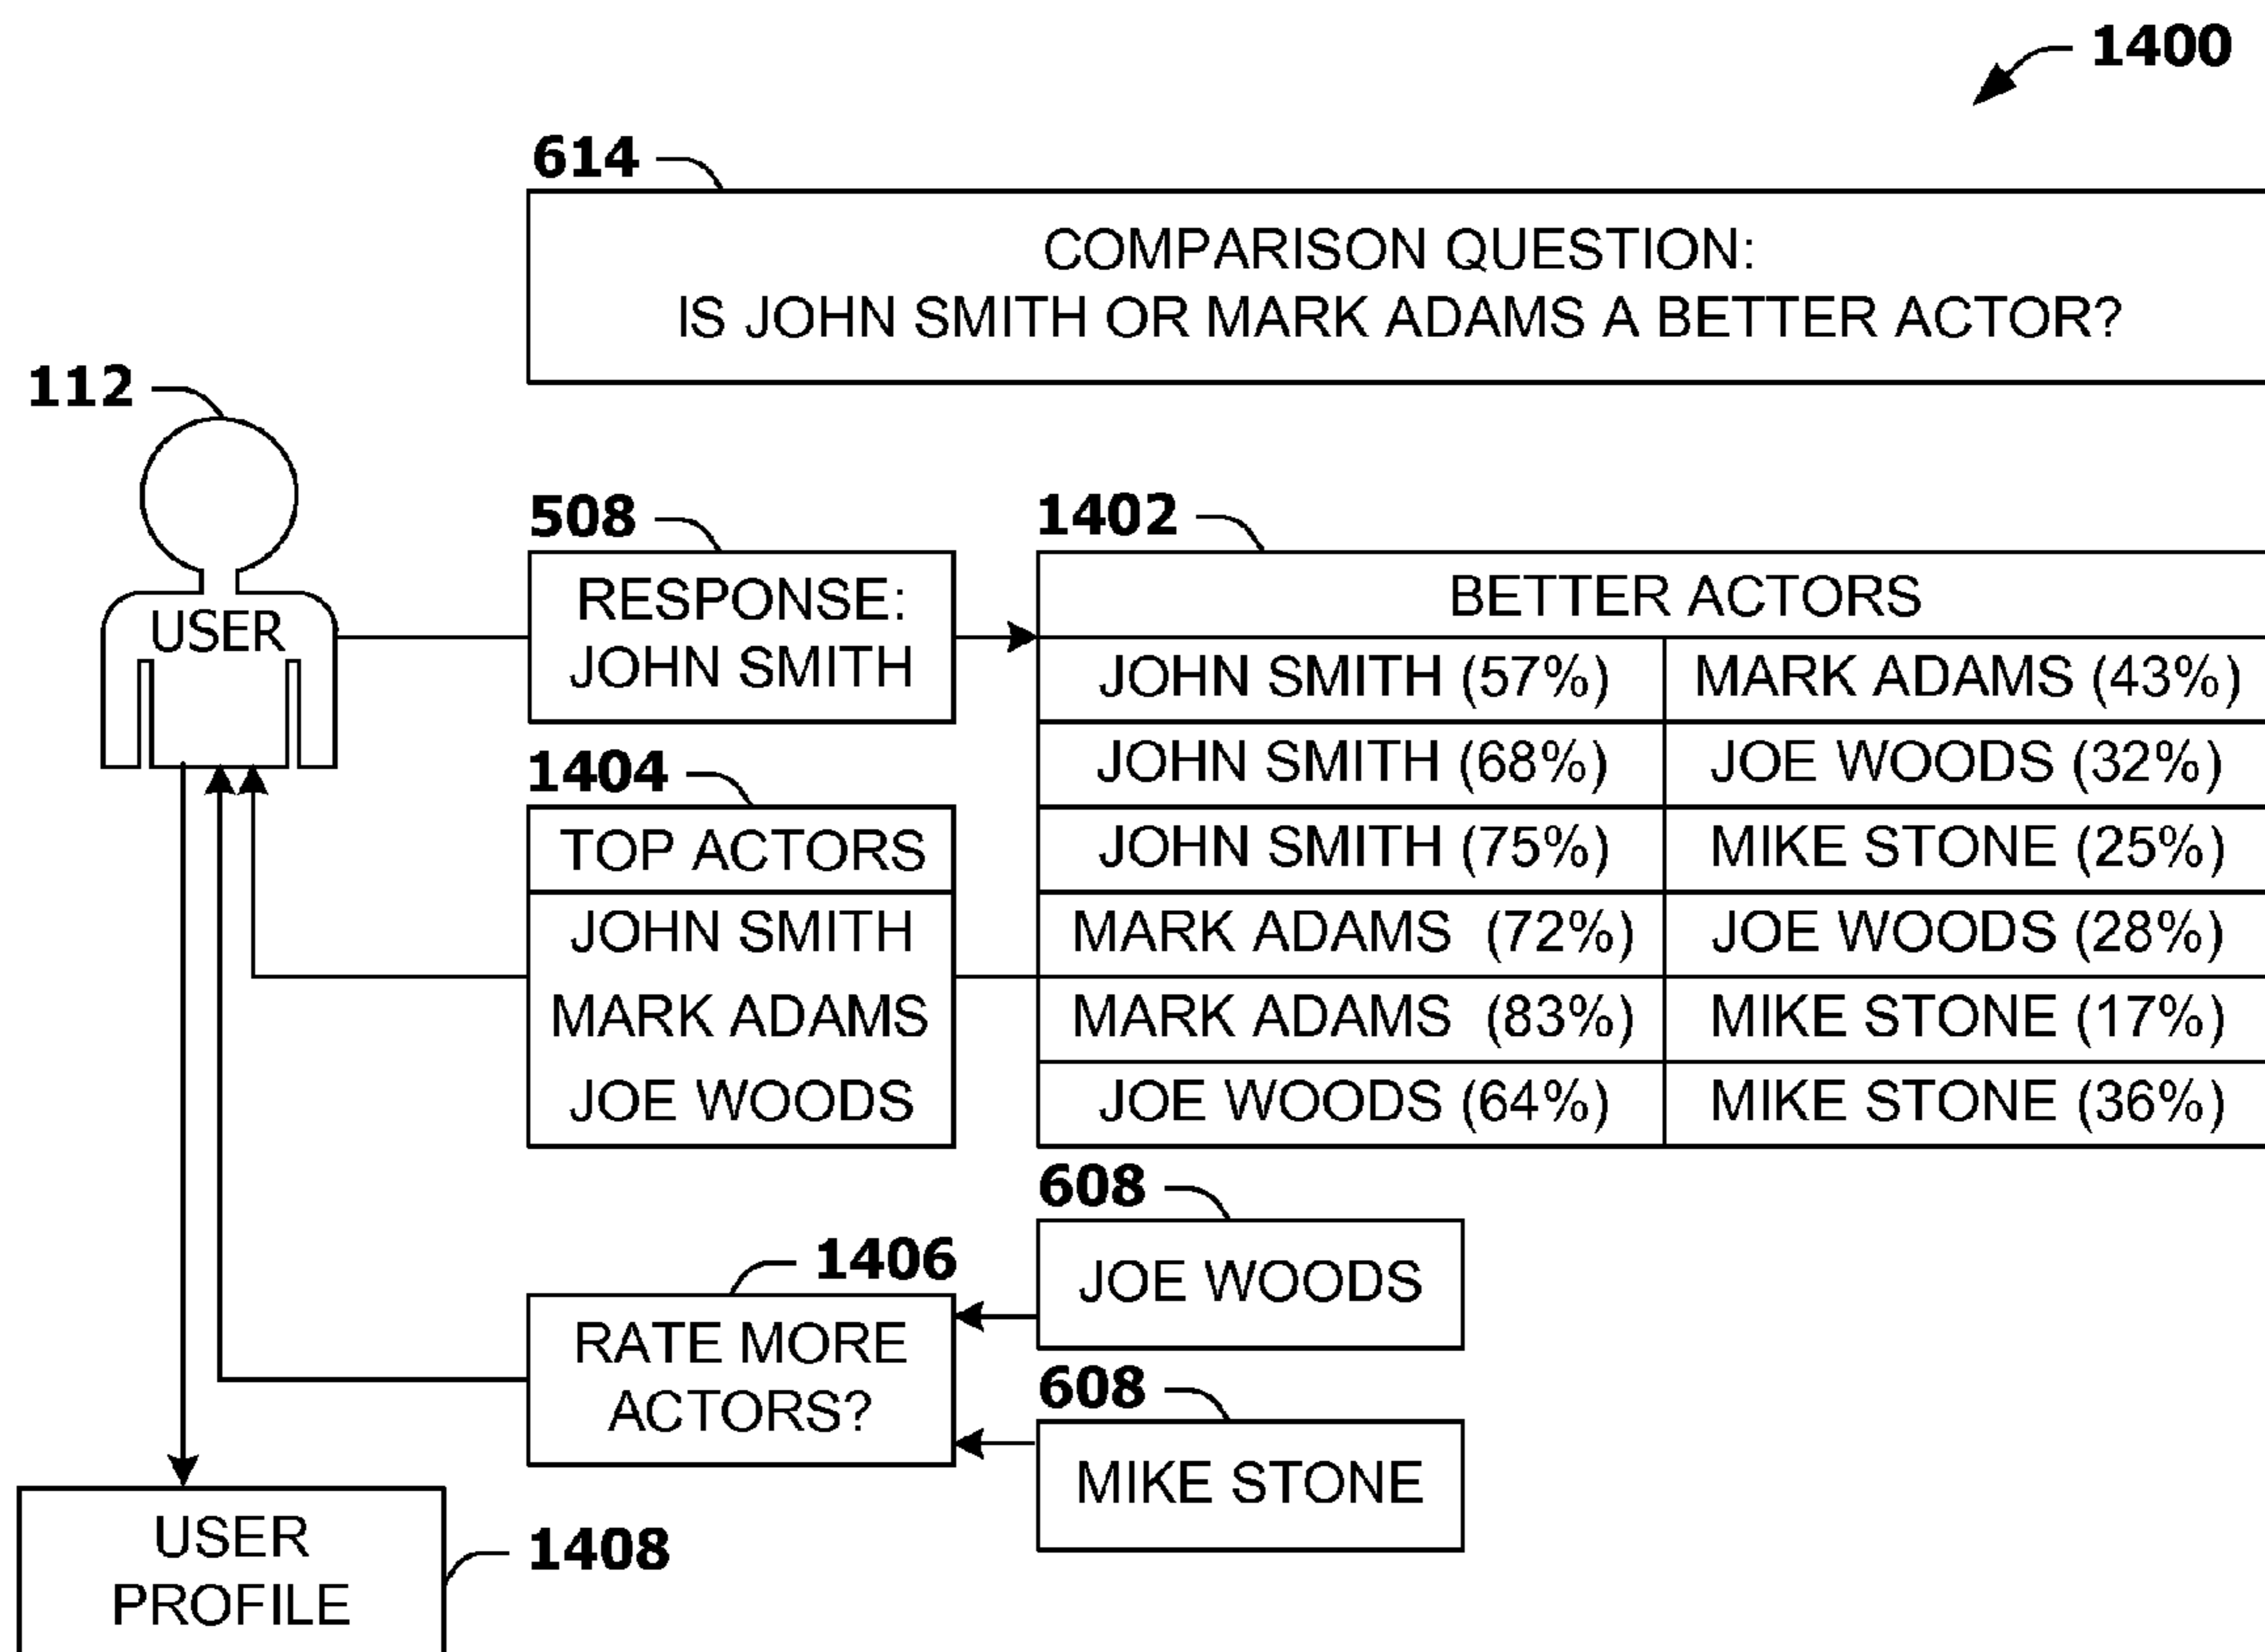 1400
614
COMPARISON QUESTION:
IS JOHN SMITH OR MARK ADAMS A BETTER ACTOR?
112
USER
508
RESPONSE:
JOHN SMITH
1402
BETTER ACTORS
JOHN SMITH (57%) MARK ADAMS (43%)
JOHN SMITH (68%) JOE WOODS (32%)
JOHN SMITH (75%) MIKE STONE (25%)
MARK ADAMS (72%) JOE WOODS (28%)
MARK ADAMS (83%) MIKE STONE (17%)
JOE WOODS (64%) MIKE STONE (36%)
1404
TOP ACTORS
JOHN SMITH
MARK ADAMS
JOE WOODS
608
JOE WOODS
1406
RATE MORE
ACTORS?
608
MIKE STONE
USER
PROFILE
1408